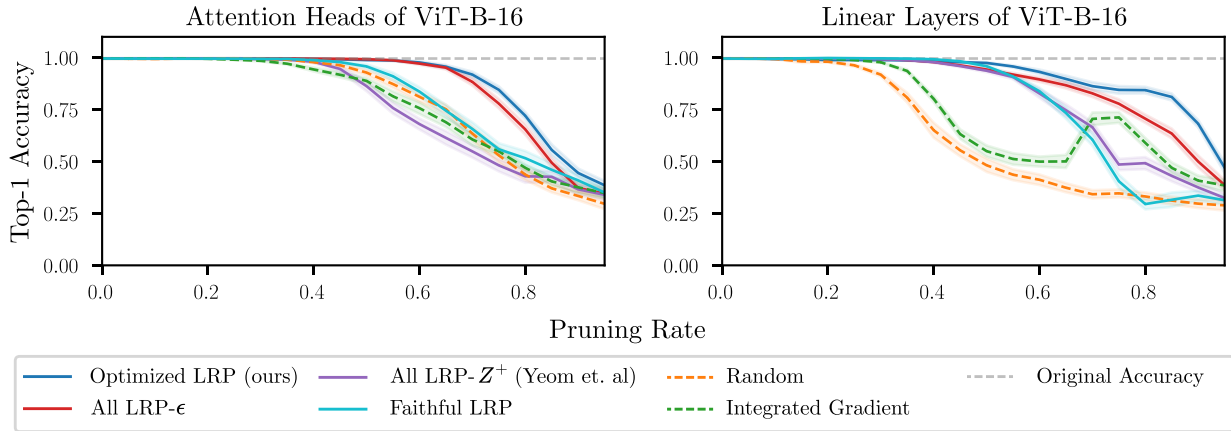 Attention Heads of ViT-B-16
Linear Layers of ViT-B-16
Top-1 Accuracy
1.00
0.75
0.50
0.25
0.00
0.0 0.2 0.4 0.6 0.8
1.00
0.75
0.50
0.25
0.00
0.0 0.2 0.4 0.6 0.8
Pruning Rate
Optimized LRP (ours)
All LRP-ϵ
All LRP-Z⁺ (Yeom et. al)
Faithful LRP
Random
Integrated Gradient
Original Accuracy